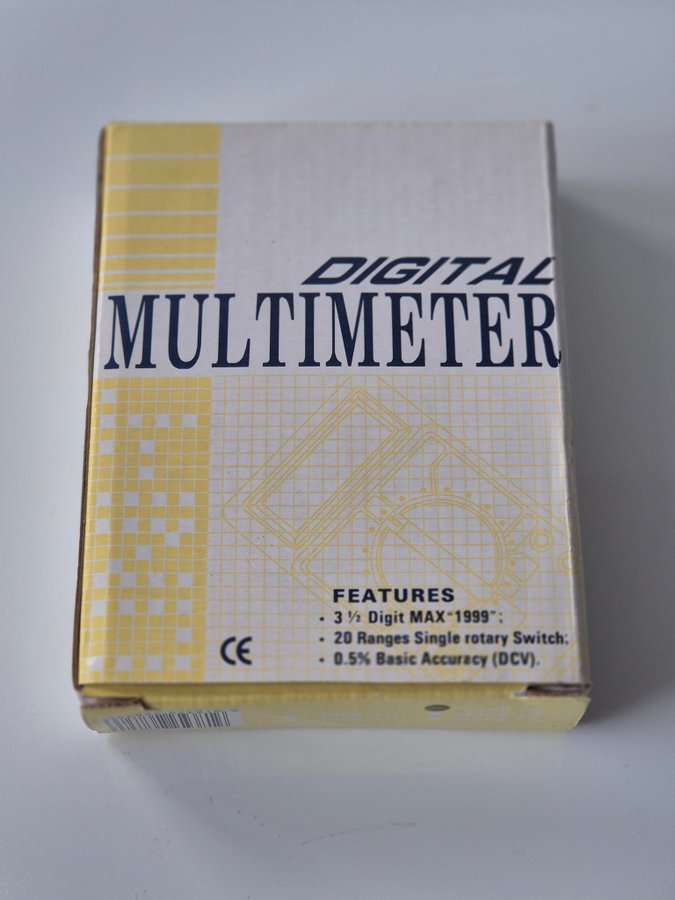 DIGITAL
MULTIMETER
FEATURES
• 3 ½ Digit MAX "1999";
• 20 Ranges Single rotary Switch;
• 0.5% Basic Accuracy (DCV).
CE